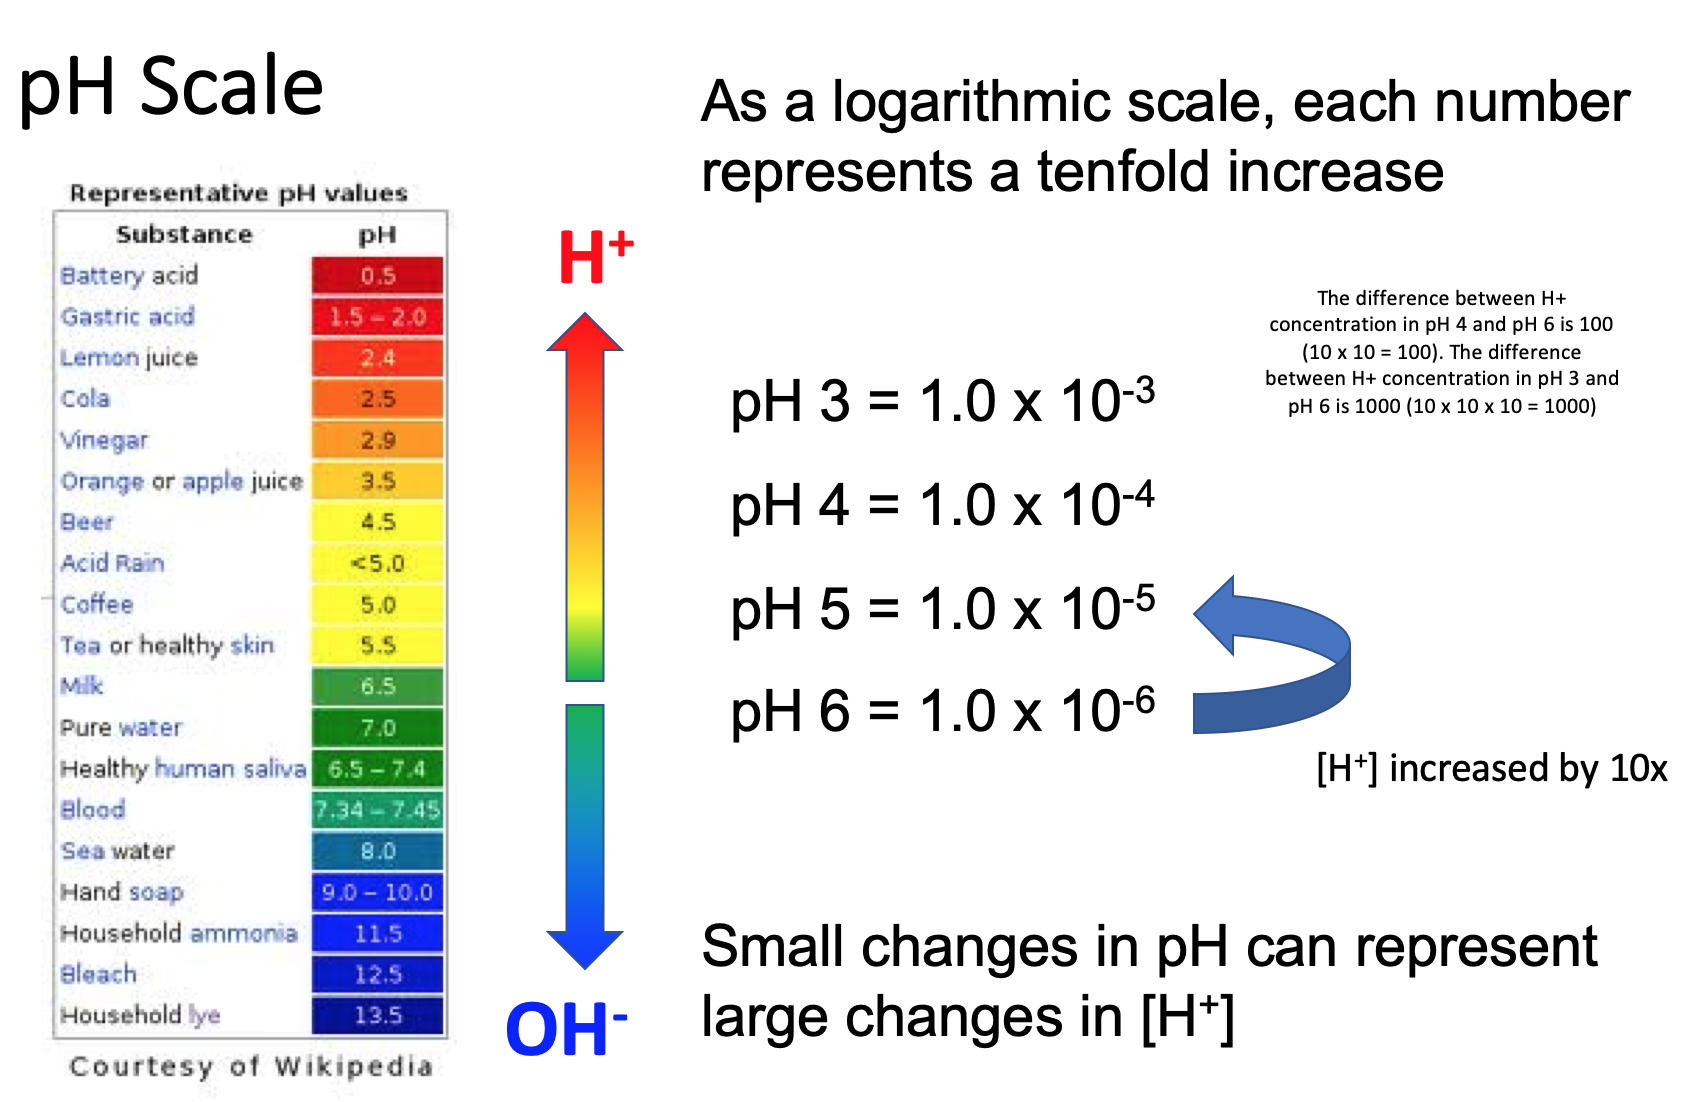 pH Scale
Representative pH values
Substance pH
Battery acid 0.5
Gastric acid 1.5 – 2.0
Lemon juice 2.4
Cola 2.5
Vinegar 2.9
Orange or apple juice 3.5
Beer 4.5
Acid Rain <5.0
Coffee 5.0
Tea or healthy skin 5.5
Milk 6.5
Pure water 7.0
Healthy human saliva 6.5 – 7.4
Blood 7.34 – 7.45
Sea water 8.0
Hand soap 9.0 – 10.0
Household ammonia 11.5
Bleach 12.5
Household lye 13.5
Courtesy of Wikipedia
H⁺
OH⁻
As a logarithmic scale, each number
represents a tenfold increase
The difference between H+
concentration in pH 4 and pH 6 is 100
(10 x 10 = 100). The difference
between H+ concentration in pH 3 and
pH 6 is 1000 (10 x 10 x 10 = 1000)
pH 3 = 1.0 x 10⁻³
pH 4 = 1.0 x 10⁻⁴
pH 5 = 1.0 x 10⁻⁵
pH 6 = 1.0 x 10⁻⁶
[H⁺] increased by 10x
Small changes in pH can represent
large changes in [H⁺]